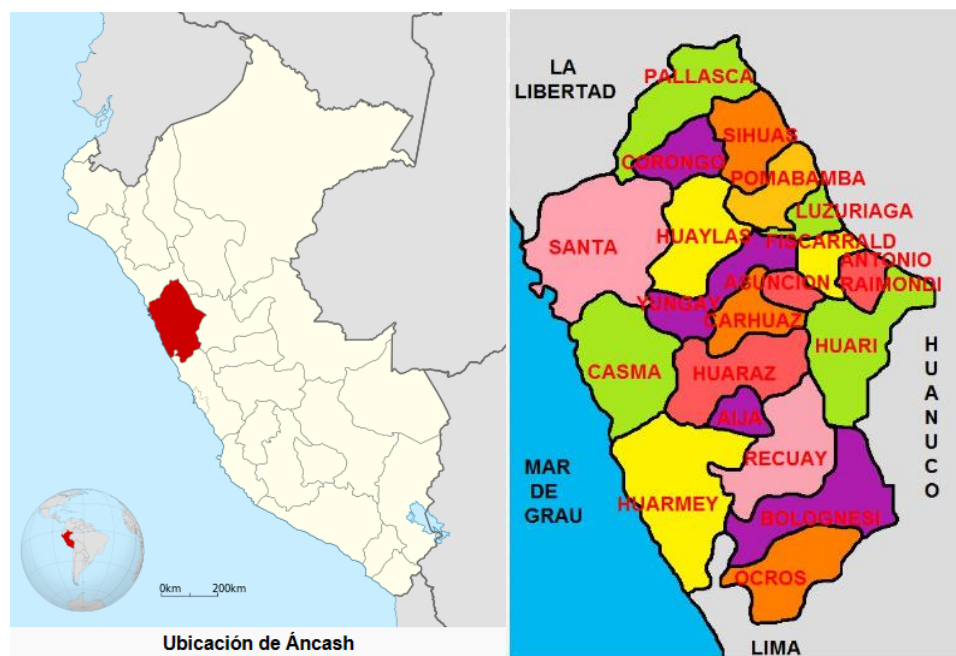 0km 200km
Ubicación de Áncash
LA
LIBERTAD
PALLASCA
SIHUAS
CORONGO
POMABAMBA
LUZURIAGA
SANTA
HUAYLAS
FISCARRALD
ANTONIO
RAIMONDI
ASUNCION
YUNGAY
CARHUAZ
HUARI
CASMA
HUARAZ
HUANUCO
AIJA
RECUAY
MAR
DE
GRAU
HUARMEY
BOLOGNESI
OCROS
LIMA